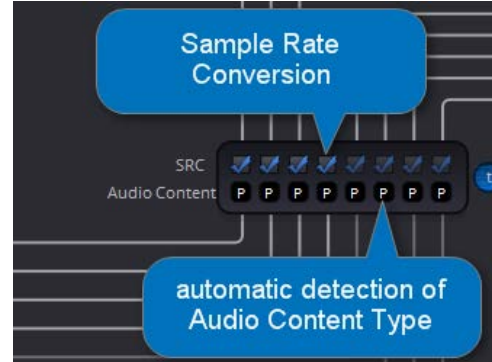 Sample Rate
Conversion
SRC
Audio Content P P P P P P P P
t
automatic detection of
Audio Content Type